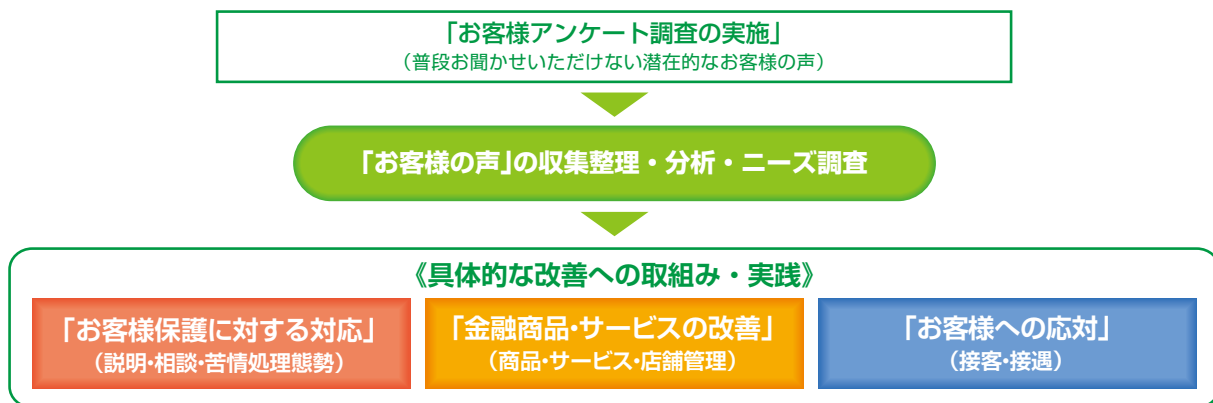 「お客様アンケート調査の実施」
(普段お聞かせいただけない潜在的なお客様の声)
「お客様の声」の収集整理・分析・ニーズ調査
《具体的な改善への取組み・実践》
「お客様保護に対する対応」
(説明・相談・苦情処理態勢)
「金融商品・サービスの改善」
(商品・サービス・店舗管理)
「お客様への応対」
(接客・接遇)